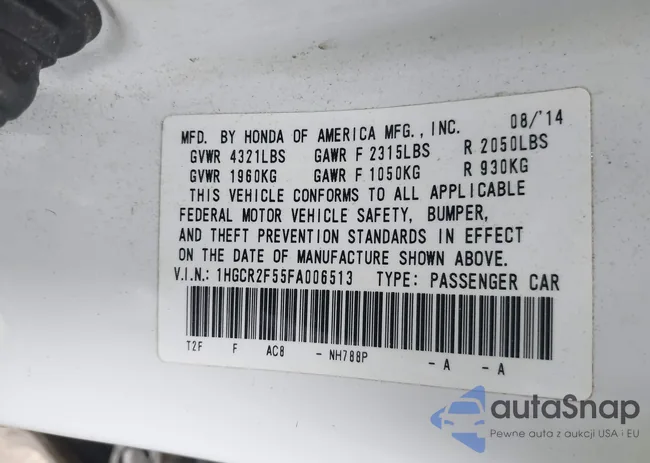 MFD. BY HONDA OF AMERICA MFG., INC. 08/'14
GVWR 4321LBS GAWR F 2315LBS R 2050LBS
GVWR 1960KG GAWR F 1050KG R 930KG
THIS VEHICLE CONFORMS TO ALL APPLICABLE
FEDERAL MOTOR VEHICLE SAFETY, BUMPER,
AND THEFT PREVENTION STANDARDS IN EFFECT
ON THE DATE OF MANUFACTURE SHOWN ABOVE.
V.I.N.: 1HGCR2F55FA006513 TYPE: PASSENGER CAR
T2F F AC8 - NH788P - A - A
autaSnap
Pewne auta z aukcji USA i EU